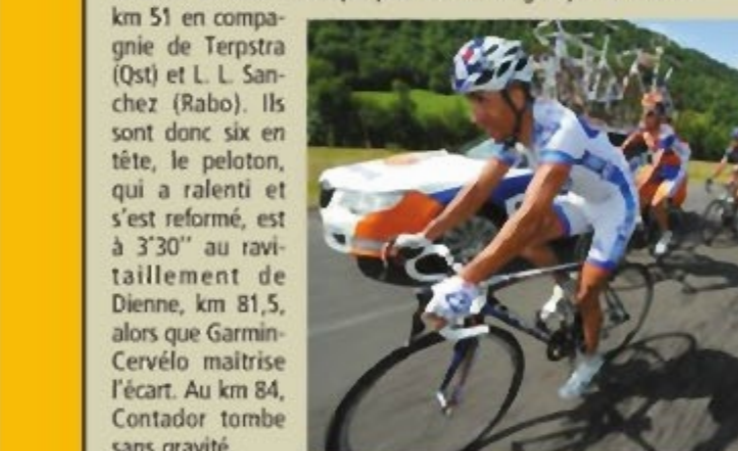 km 51 en compa-
gnie de Terpstra
(Qst) et L. L. San-
chez (Rabo). Ils
sont donc six en
tête, le peloton,
qui a ralenti et
s'est reformé, est
à 3'30'' au ravi-
taillement de
Dienne, km 81,5,
alors que Garmin-
Cervélo maîtrise
l'écart. Au km 84,
Contador tombe
sans gravité